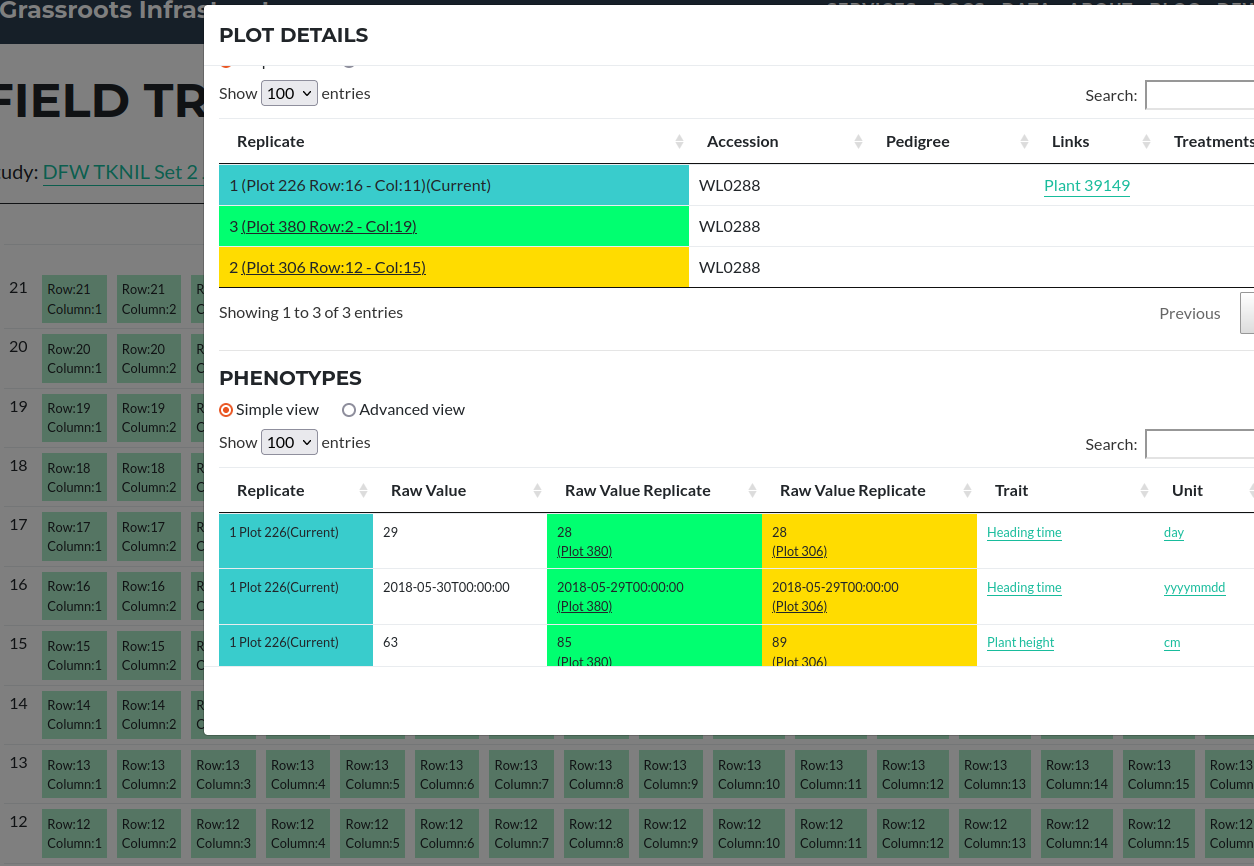 Grassroots Infrast
SERVICES DOCS DATA ABOUT BLOG
FIELD TR
udy: DFW TKNIL Set 2
PLOT DETAILS
Show 100 entries
Search:
Replicate Accession Pedigree Links Treatments
1 (Plot 226 Row:16 - Col:11)(Current) WL0288 Plant 39149
3 (Plot 380 Row:2 - Col:19) WL0288
2 (Plot 306 Row:12 - Col:15) WL0288
Showing 1 to 3 of 3 entries
Previous
PHENOTYPES
Simple view Advanced view
Show 100 entries
Search:
Replicate Raw Value Raw Value Replicate Raw Value Replicate Trait Unit
1 Plot 226(Current) 29 28 28 Heading time day
(Plot 380) (Plot 306)
1 Plot 226(Current) 2018-05-30T00:00:00 2018-05-29T00:00:00 2018-05-29T00:00:00 Heading time yyyymmdd
(Plot 380) (Plot 306)
1 Plot 226(Current) 63 85 89 Plant height cm
(Plot 380) (Plot 306)
21 Row:21 Row:21 R
Column:1 Column:2 C
20 Row:20 Row:20 R
Column:1 Column:2 C
19 Row:19 Row:19 R
Column:1 Column:2 C
18 Row:18 Row:18 R
Column:1 Column:2 C
17 Row:17 Row:17 R
Column:1 Column:2 C
16 Row:16 Row:16 R
Column:1 Column:2 C
15 Row:15 Row:15 R
Column:1 Column:2 C
14 Row:14 Row:14 R
Column:1 Column:2 C
13 Row:13 Row:13 Row:13 Row:13 Row:13 Row:13 Row:13 Row:13 Row:13 Row:13 Row:13 Row:13 Row:13 Row:13 Row:13 Row:13
Column:1 Column:2 Column:3 Column:4 Column:5 Column:6 Column:7 Column:8 Column:9 Column:10 Column:11 Column:12 Column:13 Column:14 Column:15 Column
12 Row:12 Row:12 Row:12 Row:12 Row:12 Row:12 Row:12 Row:12 Row:12 Row:12 Row:12 Row:12 Row:12 Row:12 Row:12 Row:12
Column:1 Column:2 Column:3 Column:4 Column:5 Column:6 Column:7 Column:8 Column:9 Column:10 Column:11 Column:12 Column:13 Column:14 Column:15 Column